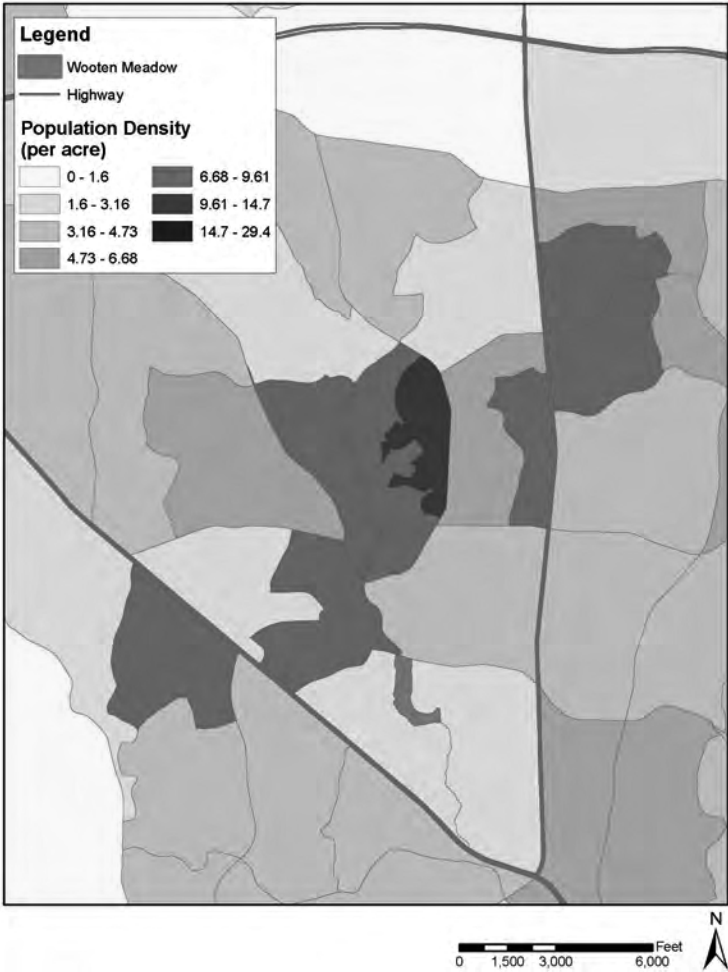 Legend
Wooten Meadow
Highway
Population Density
(per acre)
0 - 1.6
1.6 - 3.16
3.16 - 4.73
4.73 - 6.68
6.68 - 9.61
9.61 - 14.7
14.7 - 29.4
N
Feet
0 1,500 3,000 6,000